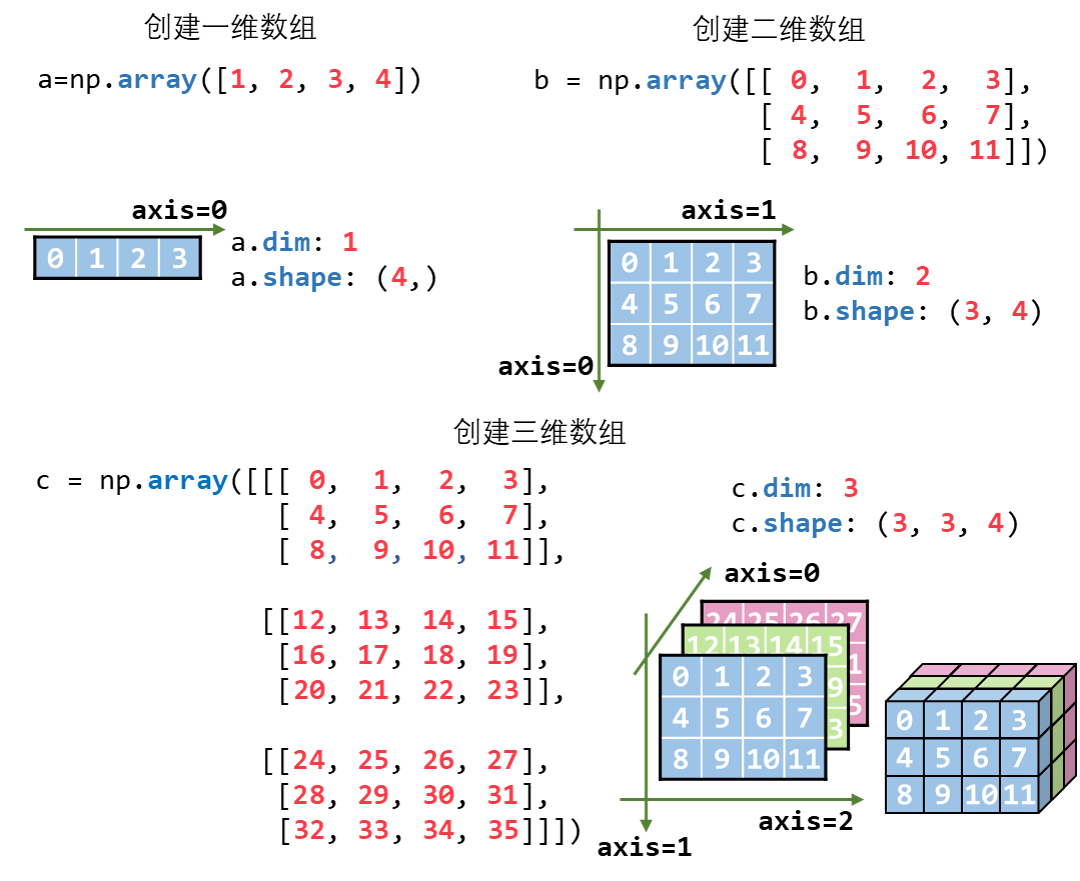 创建一维数组
a=np.array([1, 2, 3, 4])
axis=0
0 1 2 3
a.dim: 1
a.shape: (4,)
创建二维数组
b = np.array([[ 0, 1, 2, 3],
[ 4, 5, 6, 7],
[ 8, 9, 10, 11]])
axis=1
0 1 2 3
4 5 6 7
8 9 10 11
axis=0
b.dim: 2
b.shape: (3, 4)
创建三维数组
c = np.array([[[ 0, 1, 2, 3],
[ 4, 5, 6, 7],
[ 8, 9, 10, 11]],
[[12, 13, 14, 15],
[16, 17, 18, 19],
[20, 21, 22, 23]],
[[24, 25, 26, 27],
[28, 29, 30, 31],
[32, 33, 34, 35]]])
c.dim: 3
c.shape: (3, 3, 4)
axis=0
24 25 26 27
1
5
12 13 14 15
9
3
0 1 2 3
4 5 6 7
8 9 10 11
axis=2
axis=1
0 1 2 3
4 5 6 7
8 9 10 11